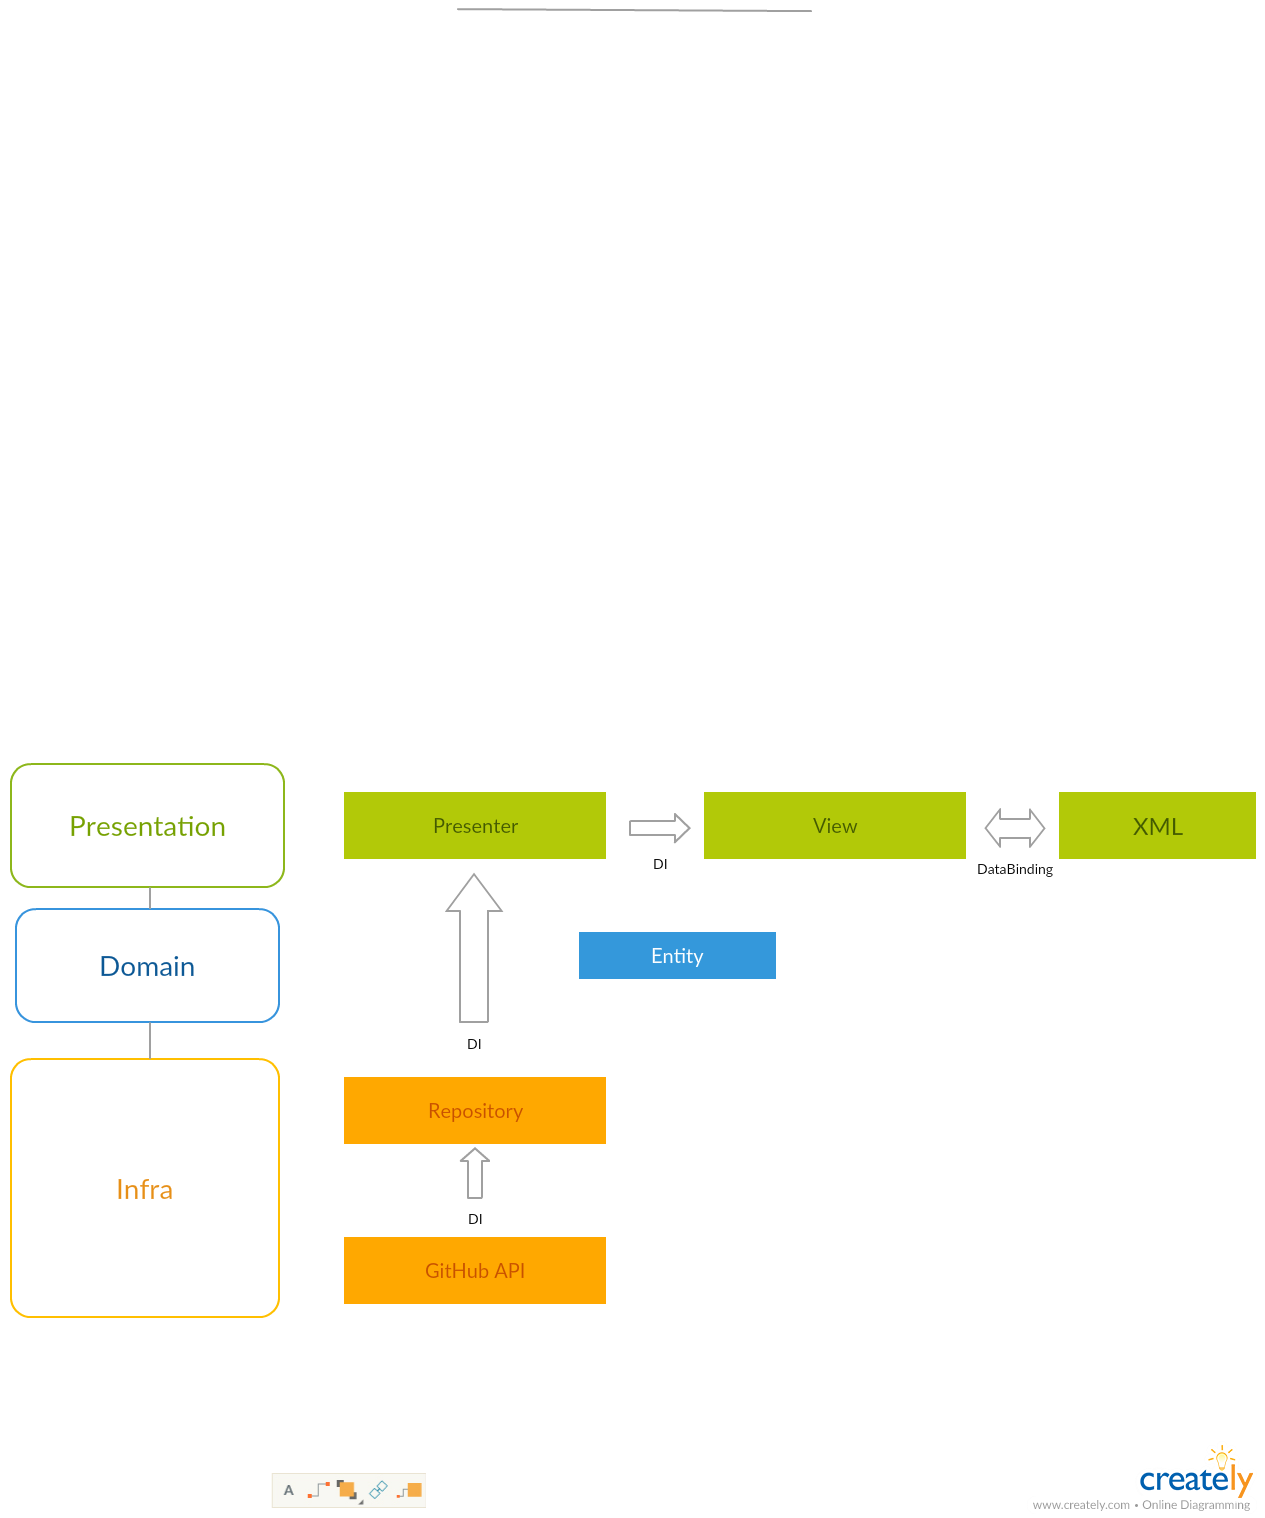 Presentation
Presenter
View
XML
DI
DataBinding
Domain
Entity
DI
Repository
Infra
DI
GitHub API
A
creately
www.creately.com • Online Diagramming